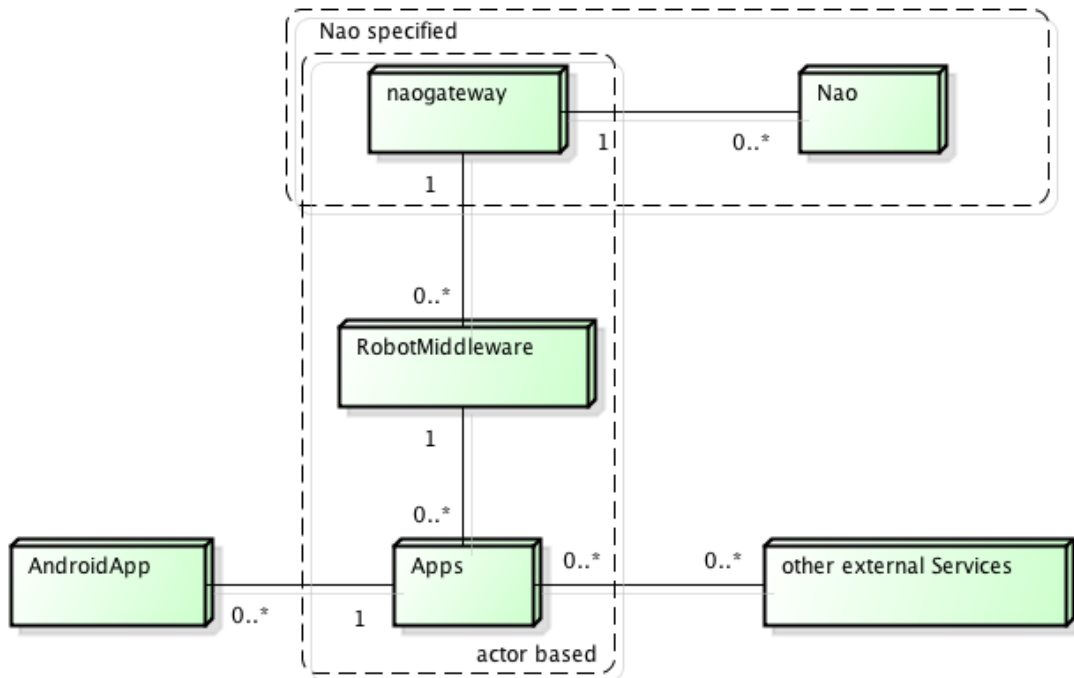 Nao specified
naogateway
Nao
1
0..*
1
0..*
RobotMiddleware
1
0..*
AndroidApp
Apps
0..*
0..*
other external Services
0..*
1
actor based